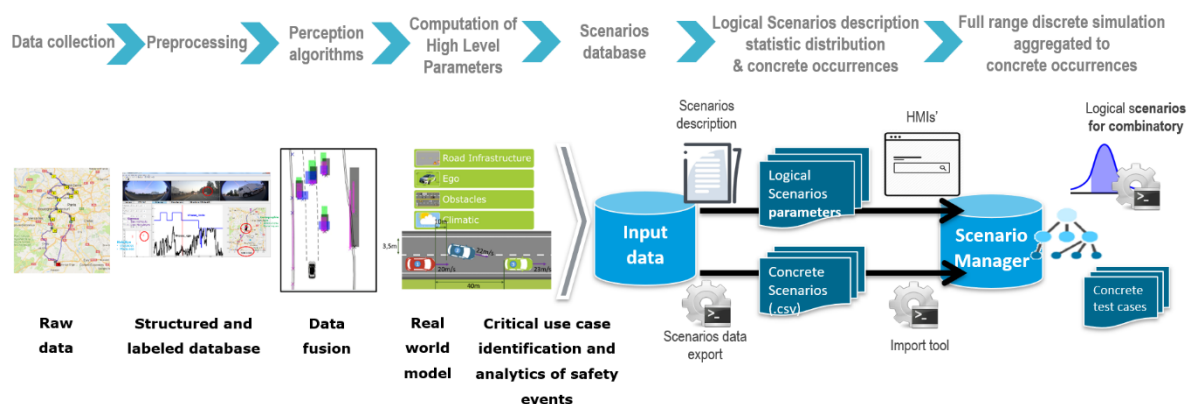 Data collection
Preprocessing
Perception
algorithms
Computation of
High Level
Parameters
Scenarios
database
Logical Scenarios description
statistic distribution
& concrete occurrences
Full range discrete simulation
aggregated to
concrete occurrences
Road Infrastructure
Ego
Obstacles
Climatic
10m
3,5m
22m/s
20m/s
23m/s
40m
Scenarios
description
HMIs'
Logical scenarios
for combinatory
Logical
Scenarios
parameters
Input
data
Scenario
Manager
Concrete
Scenarios
(.csv)
Concrete
test cases
Scenarios data
export
Import tool
Raw
data
Structured and
labeled database
Data
fusion
Real
world
model
Critical use case
identification and
analytics of safety
events